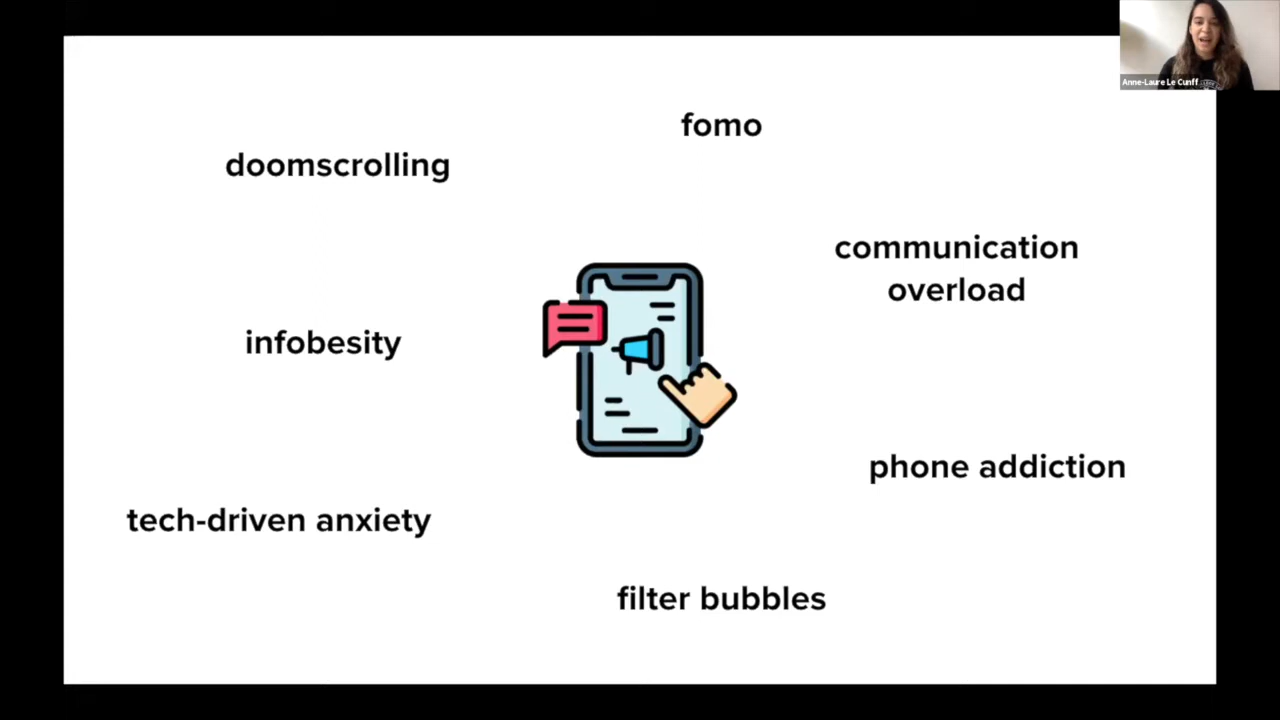 Anne-Laure Le Cunff
fomo
doomscrolling
communication
overload
infobesity
phone addiction
tech-driven anxiety
filter bubbles